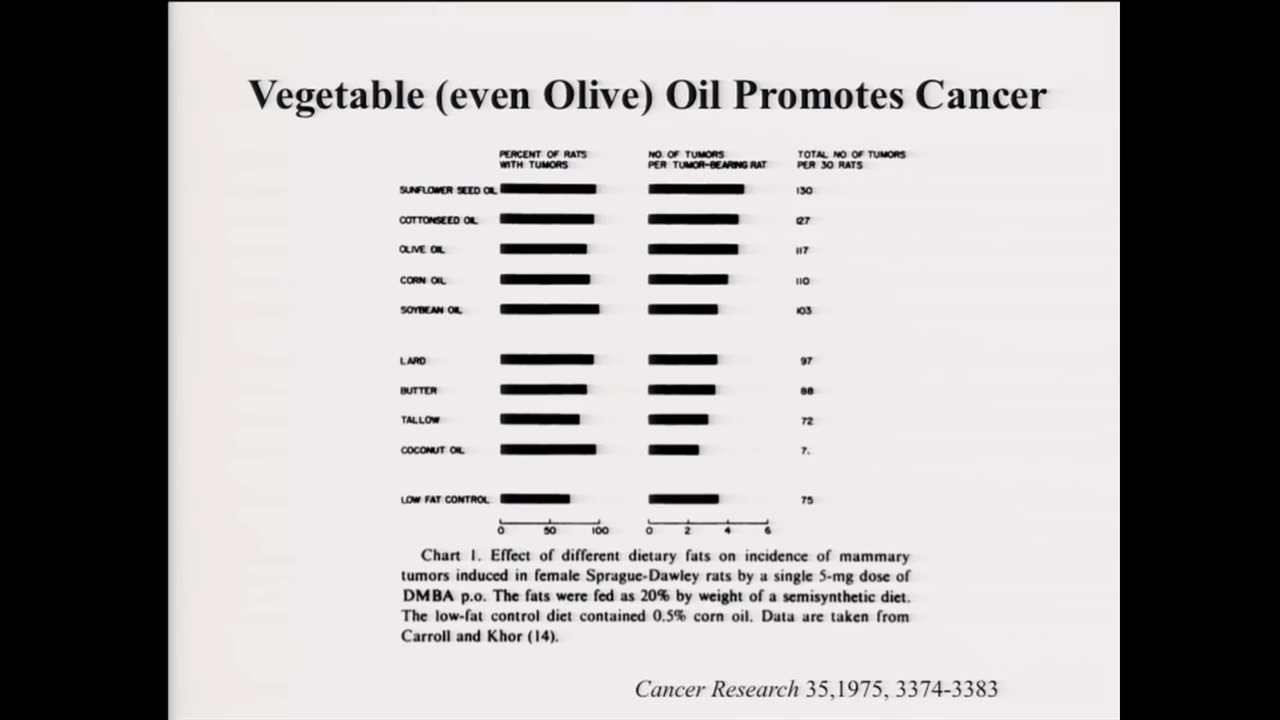 Vegetable (even Olive) Oil Promotes Cancer
PERCENT OF RATS WITH TUMORS
NO. OF TUMORS PER TUMOR-BEARING RAT
TOTAL NO. OF TUMORS PER 30 RATS
SUNFLOWER SEED OIL 130
COTTONSEED OIL 127
OLIVE OIL 117
CORN OIL 110
SOYBEAN OIL 103
LARD 97
BUTTER 88
TALLOW 72
COCONUT OIL
LOW FAT CONTROL 75
0 50 100 0 2 4 6
Chart 1. Effect of different dietary fats on incidence of mammary
tumors induced in female Sprague-Dawley rats by a single 5-mg dose of
DMBA p.o. The fats were fed as 20% by weight of a semisynthetic diet.
The low-fat control diet contained 0.5% corn oil. Data are taken from
Carroll and Khor (14).
Cancer Research 35,1975, 3374-3383